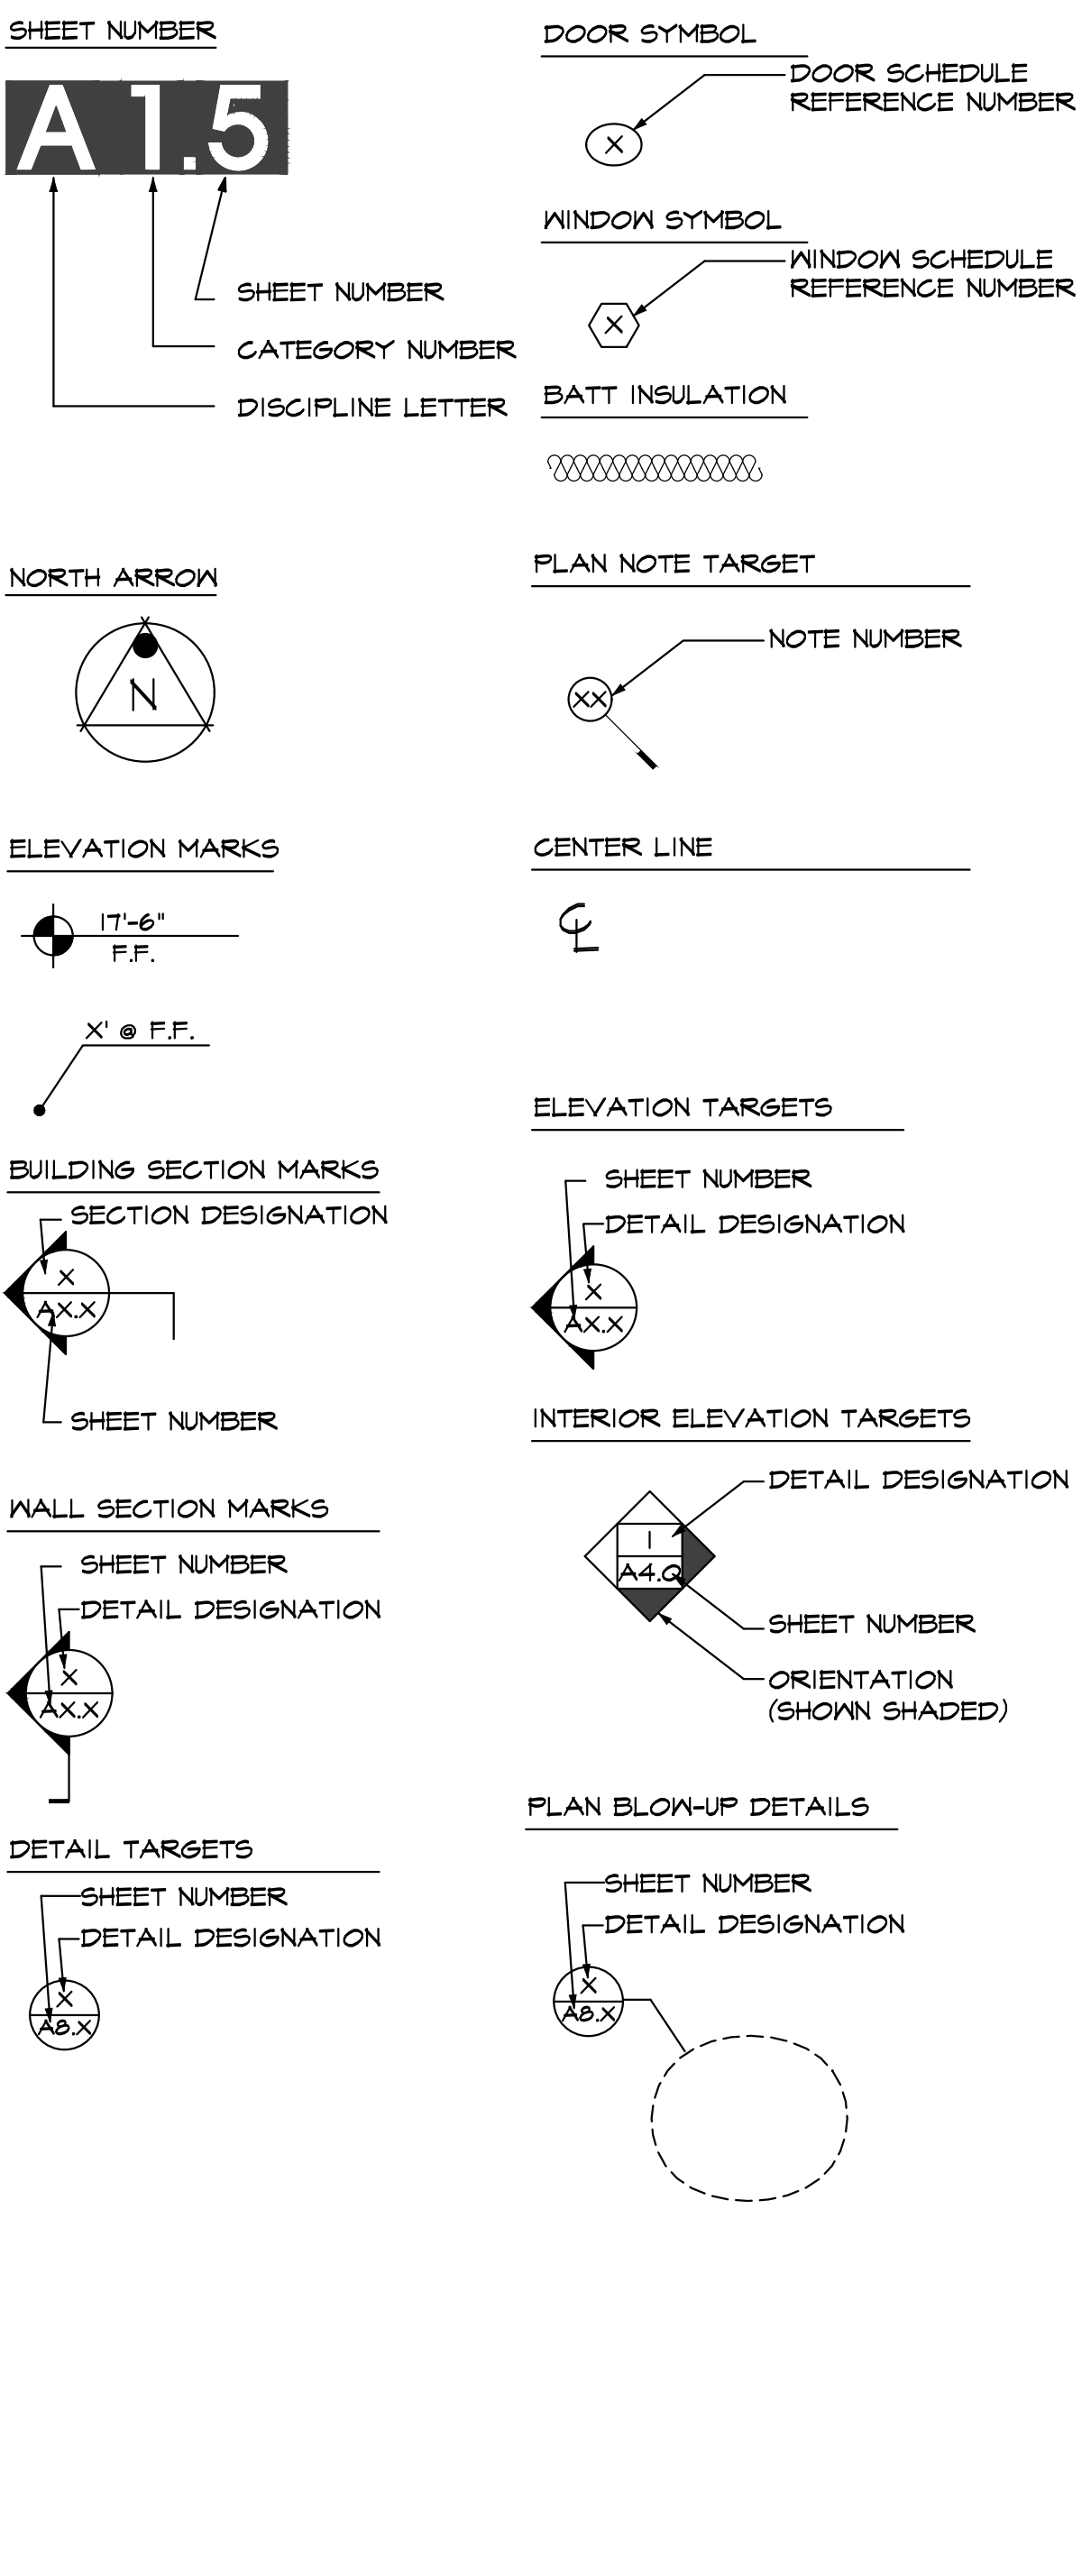 SHEET NUMBER
A1.5
SHEET NUMBER
CATEGORY NUMBER
DISCIPLINE LETTER
NORTH ARROW
N
ELEVATION MARKS
17'-6"
F.F.
X' @ F.F.
BUILDING SECTION MARKS
SECTION DESIGNATION
X
AX.X
SHEET NUMBER
WALL SECTION MARKS
SHEET NUMBER
DETAIL DESIGNATION
X
AX.X
DETAIL TARGETS
SHEET NUMBER
DETAIL DESIGNATION
X
A8.X
DOOR SYMBOL
DOOR SCHEDULE
REFERENCE NUMBER
X
WINDOW SYMBOL
WINDOW SCHEDULE
REFERENCE NUMBER
X
BATT INSULATION
PLAN NOTE TARGET
NOTE NUMBER
XX
CENTER LINE
CL
ELEVATION TARGETS
SHEET NUMBER
DETAIL DESIGNATION
X
AX.X
INTERIOR ELEVATION TARGETS
DETAIL DESIGNATION
1
A4.0
SHEET NUMBER
ORIENTATION
(SHOWN SHADED)
PLAN BLOW-UP DETAILS
SHEET NUMBER
DETAIL DESIGNATION
X
A8.X